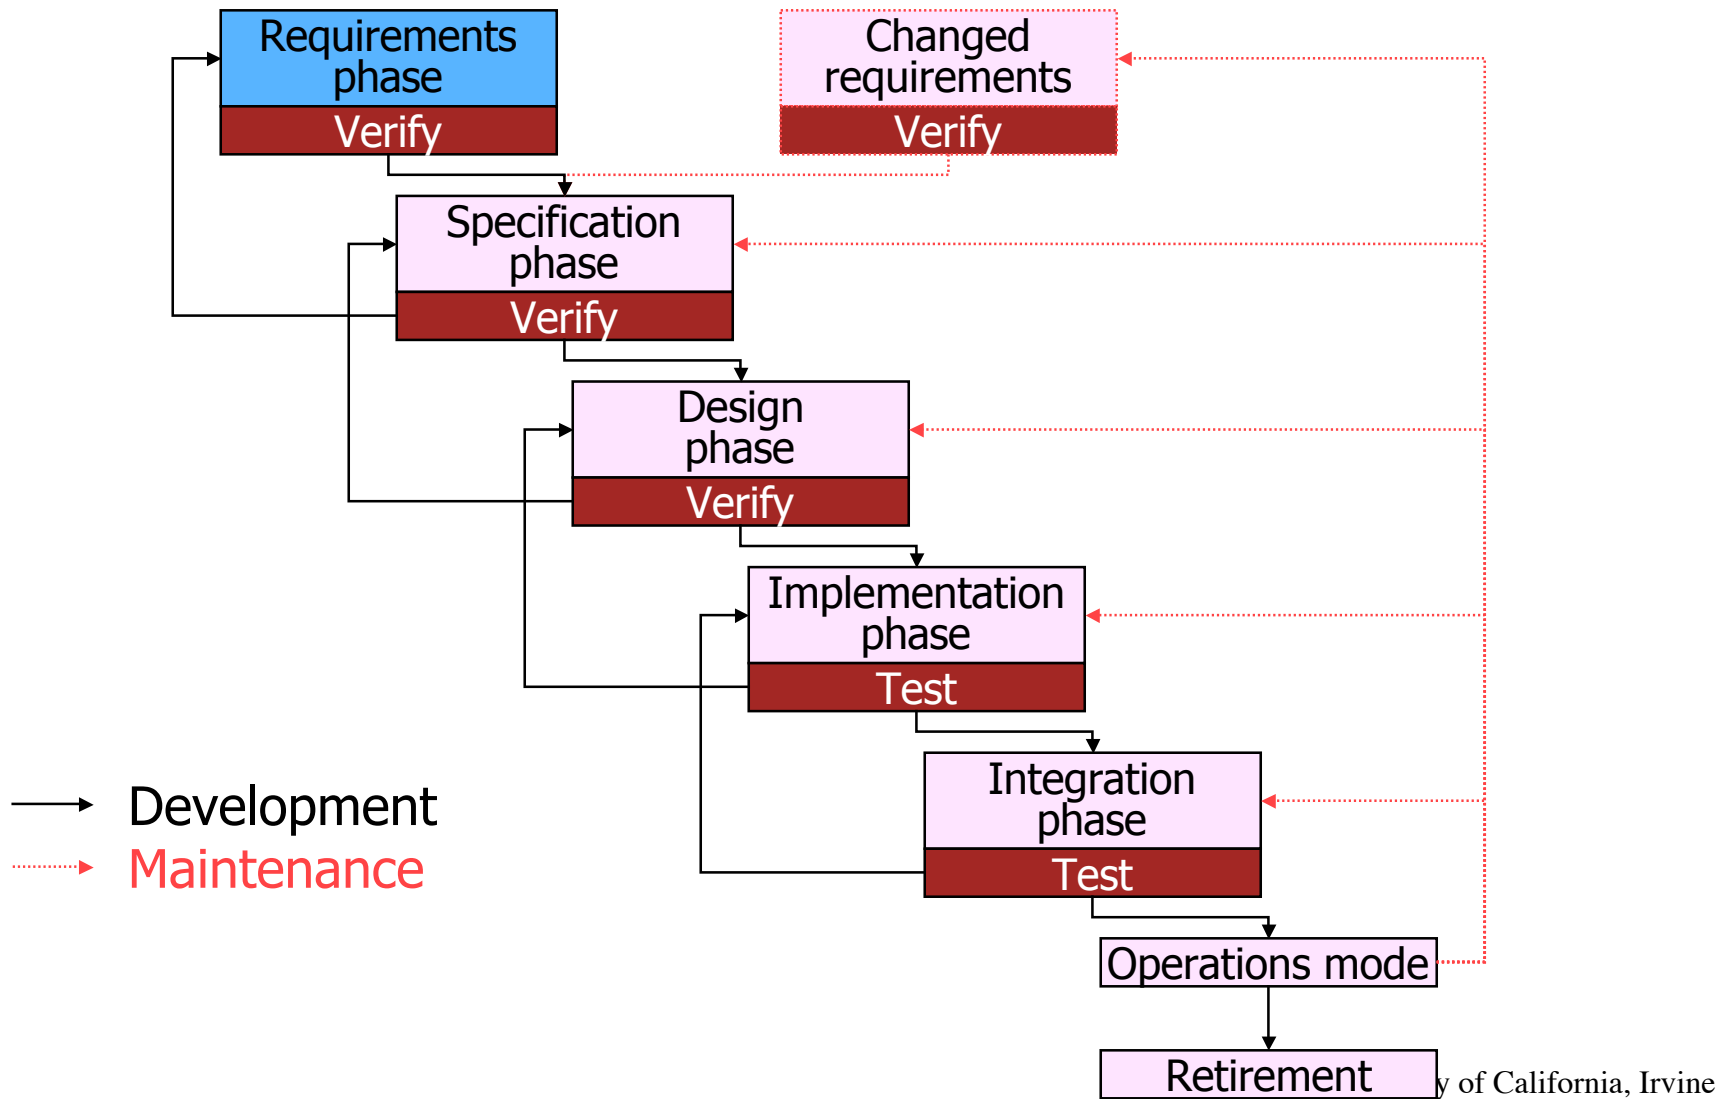 Requirements
phase
Verify
Changed
requirements
Verify
Specification
phase
Verify
Design
phase
Verify
Implementation
phase
Test
Integration
phase
Test
Development
Maintenance
Operations mode
Retirement
of California, Irvine